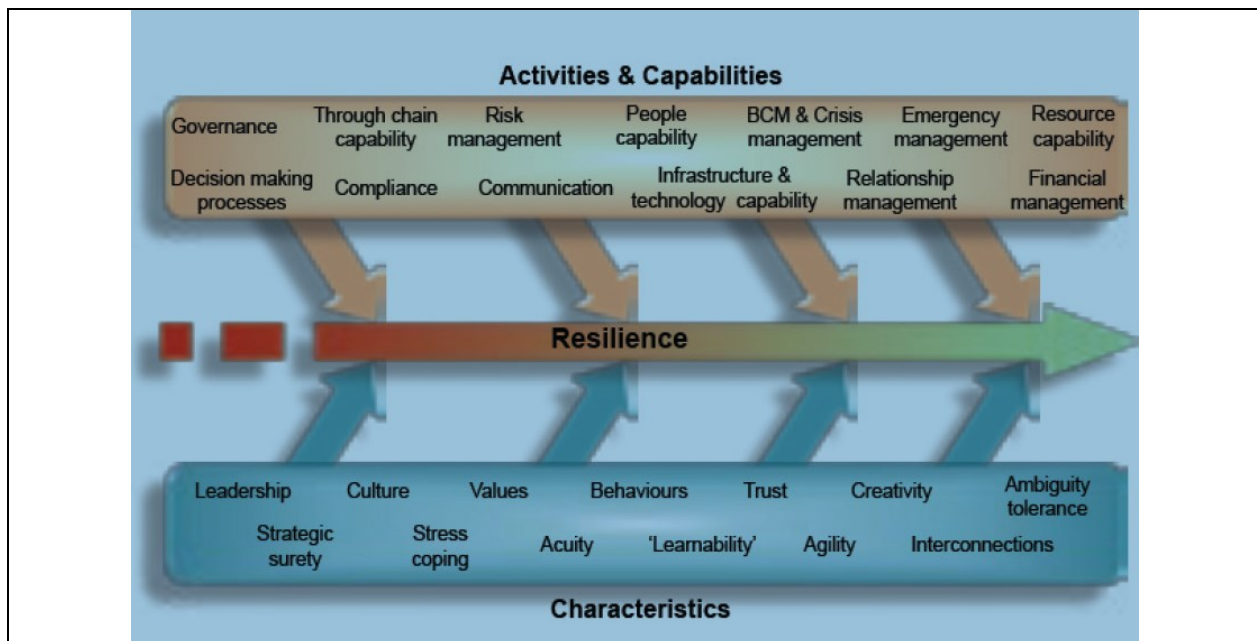 Activities & Capabilities
Governance
Through chain
capability
Risk
management
People
capability
BCM & Crisis
management
Emergency
management
Resource
capability
Decision making
processes
Compliance
Communication
Infrastructure &
technology capability
Relationship
management
Financial
management
Resilience
Leadership
Culture
Values
Behaviours
Trust
Creativity
Ambiguity
tolerance
Strategic
surety
Stress
coping
Acuity
'Learnability'
Agility
Interconnections
Characteristics